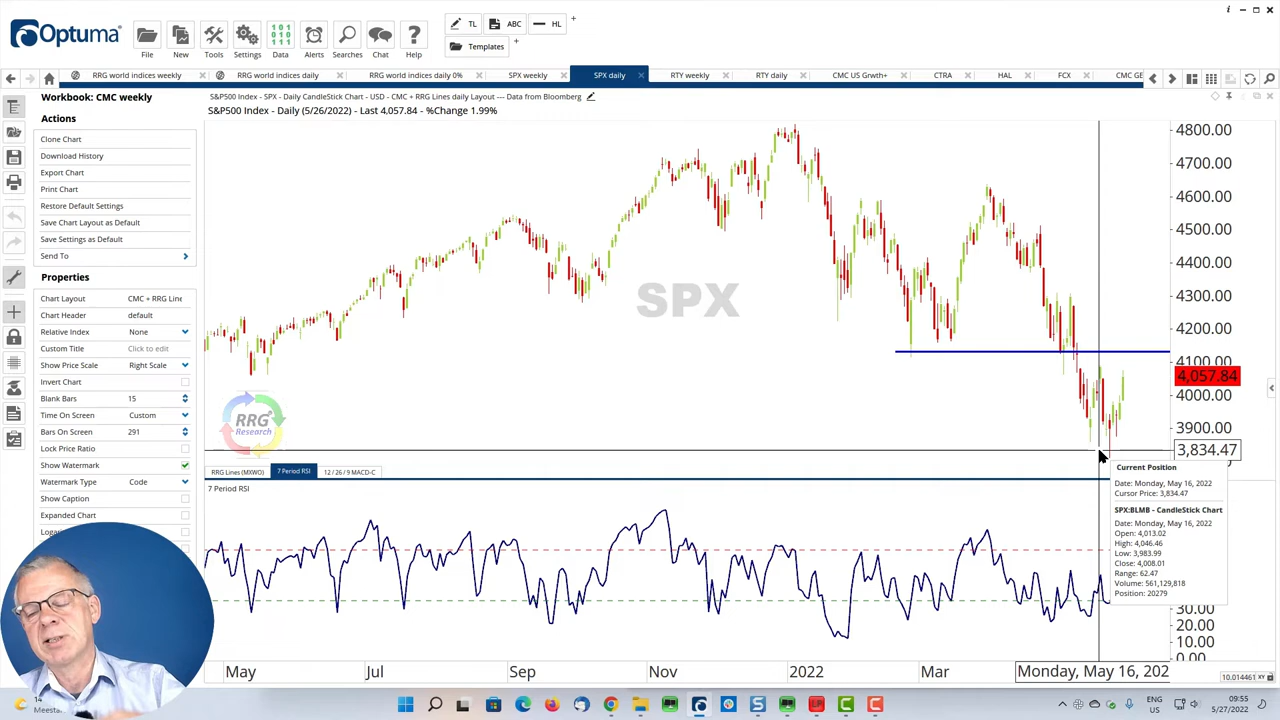 Optuma
File
New
Tools
Settings
Data
Alerts
Searches
Chat
Help
TL
ABC
HL
Templates
RRG world indices weekly
RRG world indices daily
RRG world indices daily 0%
SPX weekly
SPX daily
RTY weekly
RTY daily
CMC US Grwth+
CTRA
HAL
FCX
CMC GE
Workbook: CMC weekly
Actions
Clone Chart
Download History
Export Chart
Print Chart
Restore Default Settings
Save Chart Layout as Default
Save Settings as Default
Send To
Properties
Chart Layout CMC + RRG Line
Chart Header default
Relative Index None
Custom Title Click to edit
Show Price Scale Right Scale
Invert Chart
Blank Bars 15
Time On Screen Custom
Bars On Screen 291
Lock Price Ratio
Show Watermark
Watermark Type Code
Show Caption
Expanded Chart
S&P500 Index - SPX - Daily CandleStick Chart - USD - CMC + RRG Lines daily Layout --- Data from Bloomberg
S&P500 Index - Daily (5/26/2022) - Last 4,057.84 - %Change 1.99%
SPX
RRG
Research
4800.00
4700.00
4600.00
4500.00
4400.00
4300.00
4200.00
4100.00
4,057.84
4000.00
3900.00
3,834.47
RRG Lines (MXWO)
7 Period RSI
12 / 26 / 9 MACD-C
7 Period RSI
Current Position
Date: Monday, May 16, 2022
Cursor Price: 3,834.47
SPX:BLMB - CandleStick Chart
Date: Monday, May 16, 2022
Open: 4,013.02
High: 4,046.46
Low: 3,983.99
Close: 4,008.01
Range: 62.47
Volume: 561,129,818
Position: 20279
30.00
20.00
10.00
0.00
May
Jul
Sep
Nov
2022
Mar
Monday, May 16, 202
10.014461
ENG
US
09:55
5/27/2022